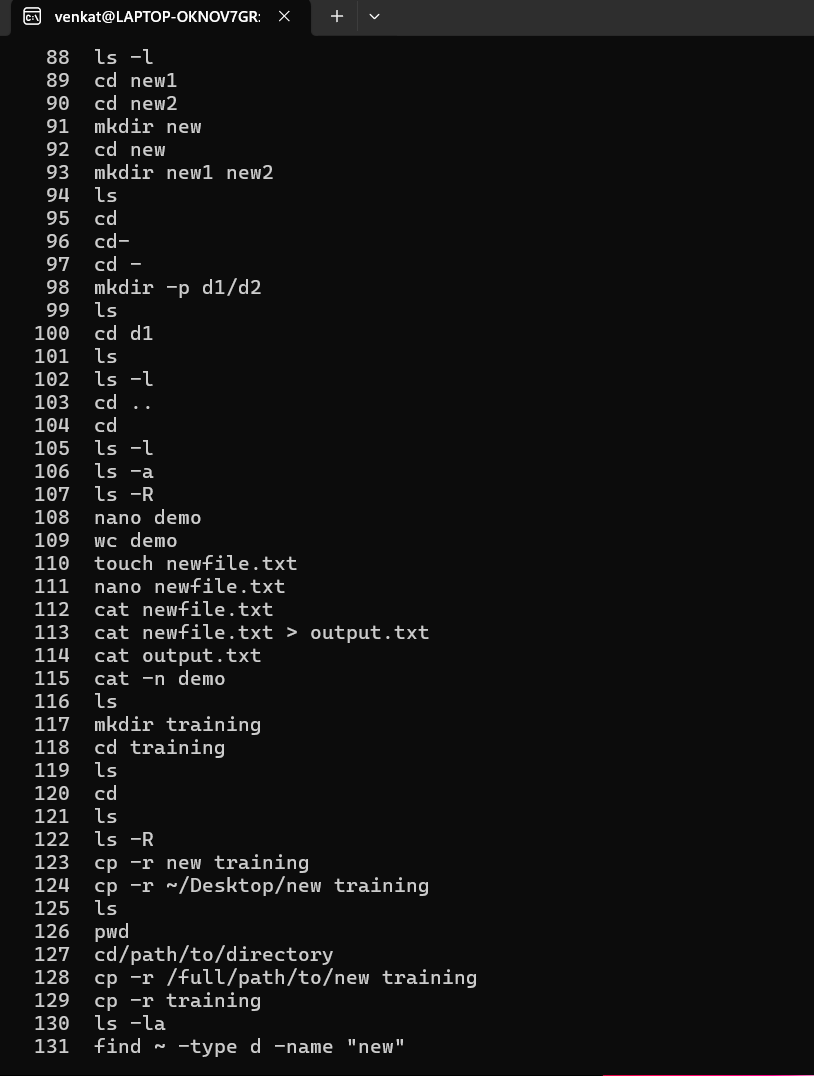 venkat@LAPTOP-OKNOV7GR:
88 ls -l
89 cd new1
90 cd new2
91 mkdir new
92 cd new
93 mkdir new1 new2
94 ls
95 cd
96 cd-
97 cd -
98 mkdir -p d1/d2
99 ls
100 cd d1
101 ls
102 ls -l
103 cd ..
104 cd
105 ls -l
106 ls -a
107 ls -R
108 nano demo
109 wc demo
110 touch newfile.txt
111 nano newfile.txt
112 cat newfile.txt
113 cat newfile.txt > output.txt
114 cat output.txt
115 cat -n demo
116 ls
117 mkdir training
118 cd training
119 ls
120 cd
121 ls
122 ls -R
123 cp -r new training
124 cp -r ~/Desktop/new training
125 ls
126 pwd
127 cd/path/to/directory
128 cp -r /full/path/to/new training
129 cp -r training
130 ls -la
131 find ~ -type d -name "new"